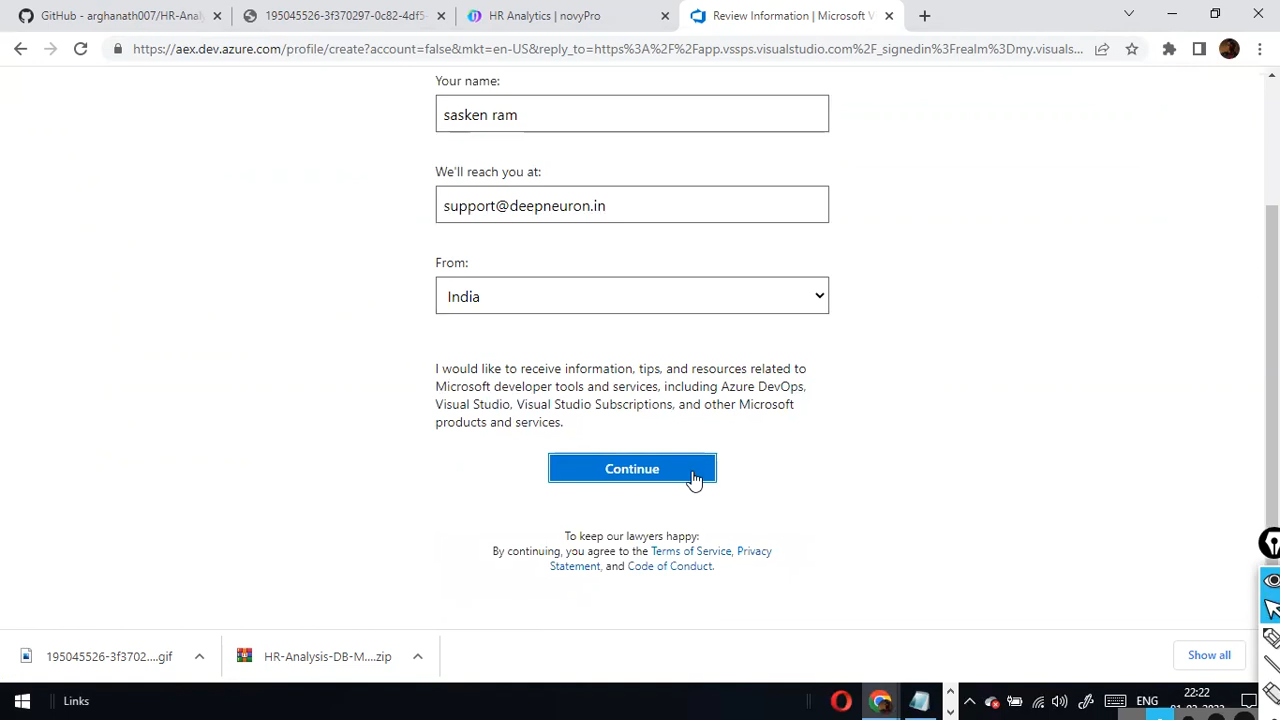 GitHub - arghanath007/HR-Anal
195045526-3f370297-0c82-4df5-
HR Analytics | novyPro
Review Information | Microsoft V
https://aex.dev.azure.com/profile/create?account=false&mkt=en-US&reply_to=https%3A%2F%2Fapp.vssps.visualstudio.com%2F_signedin%3Frealm%3Dmy.visuals...
Your name:
sasken ram
We'll reach you at:
support@deepneuron.in
From:
India
I would like to receive information, tips, and resources related to
Microsoft developer tools and services, including Azure DevOps,
Visual Studio, Visual Studio Subscriptions, and other Microsoft
products and services.
Continue
To keep our lawyers happy:
By continuing, you agree to the Terms of Service, Privacy
Statement, and Code of Conduct.
195045526-3f3702....gif
HR-Analysis-DB-M....zip
Show all
Links
ENG
22:22